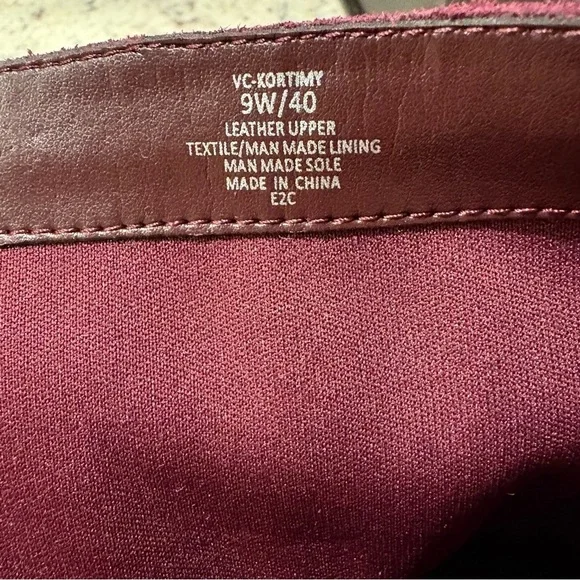 VC-KORTIMY
9W/40
LEATHER UPPER
TEXTILE/MAN MADE LINING
MAN MADE SOLE
MADE IN CHINA
E2C